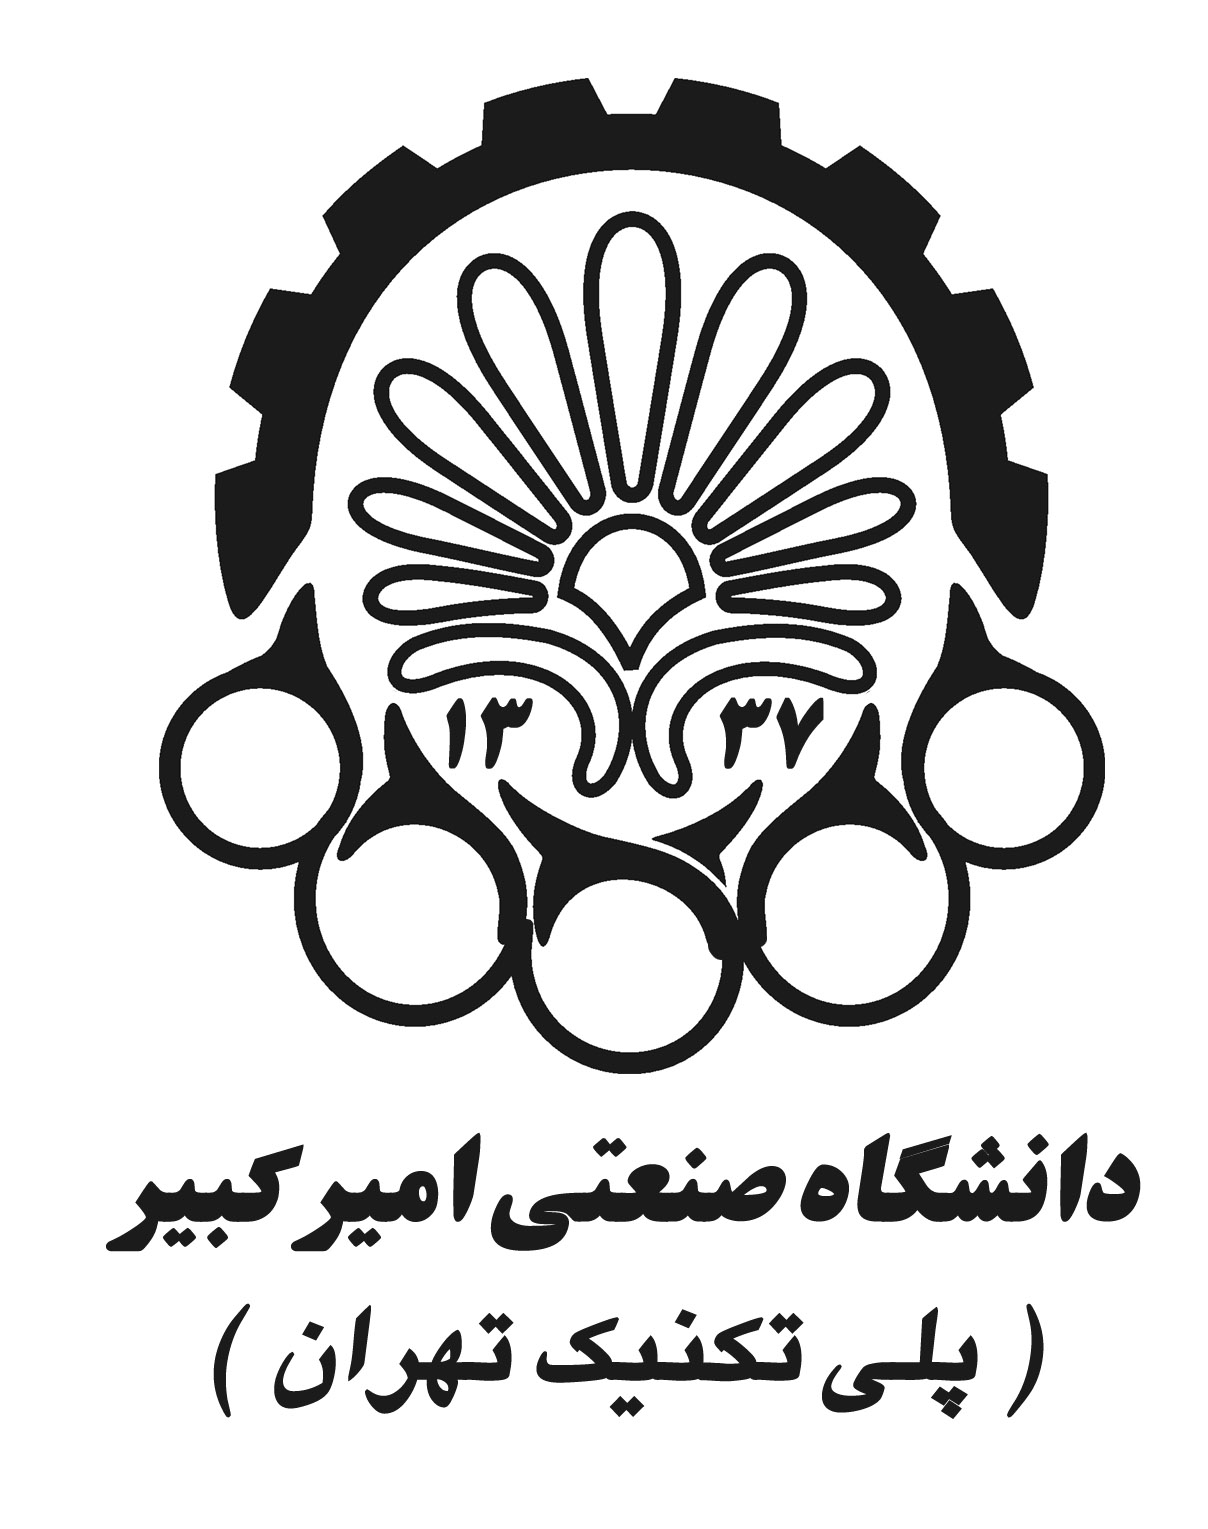 ۱۳ ۳۷
دانشگاه صنعتی امیرکبیر
( پلی تکنیک تهران )